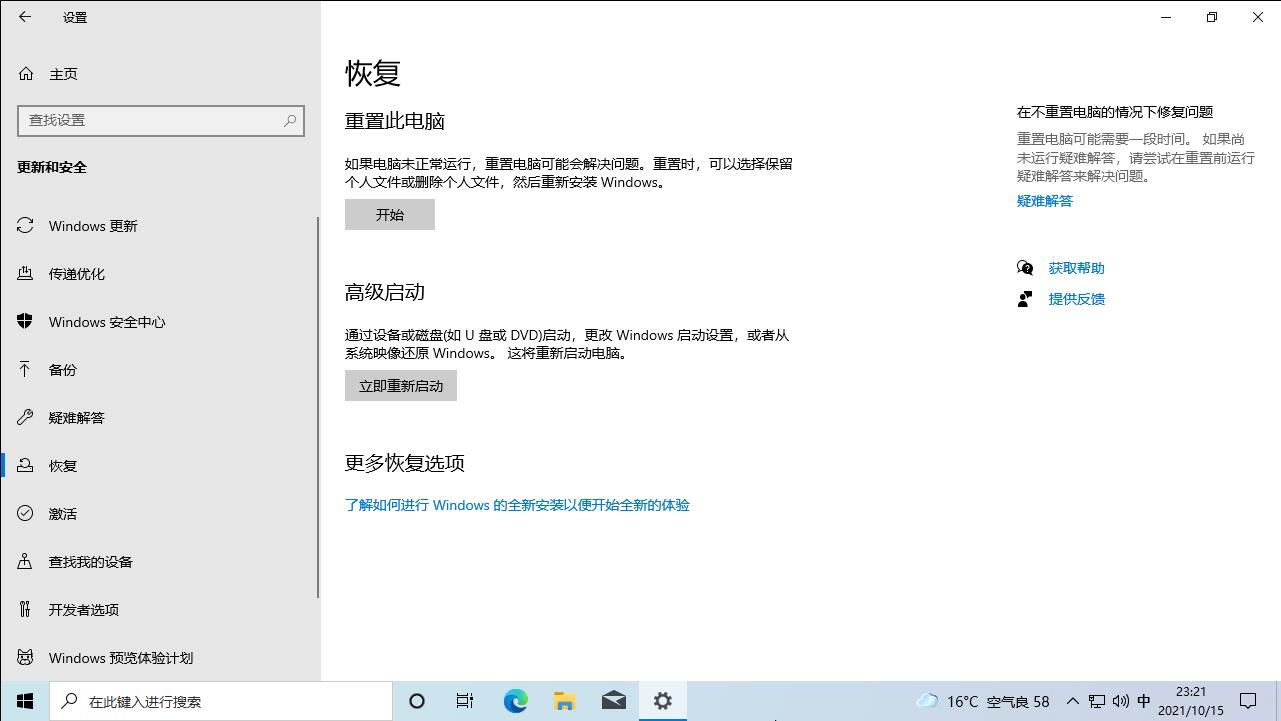 设置
主页
查找设置
更新和安全
Windows 更新
传递优化
Windows 安全中心
备份
疑难解答
恢复
激活
查找我的设备
开发者选项
Windows 预览体验计划
恢复
重置此电脑
如果电脑未正常运行，重置电脑可能会解决问题。重置时，可以选择保留
个人文件或删除个人文件，然后重新安装 Windows。
开始
高级启动
通过设备或磁盘(如 U 盘或 DVD)启动，更改 Windows 启动设置，或者从
系统映像还原 Windows。 这将重新启动电脑。
立即重新启动
更多恢复选项
了解如何进行 Windows 的全新安装以便开始全新的体验
在不重置电脑的情况下修复问题
重置电脑可能需要一段时间。 如果尚
未运行疑难解答，请尝试在重置前运行
疑难解答来解决问题。
疑难解答
获取帮助
提供反馈
在此键入进行搜索
16°C 空气良 58
中
23:21
2021/10/15